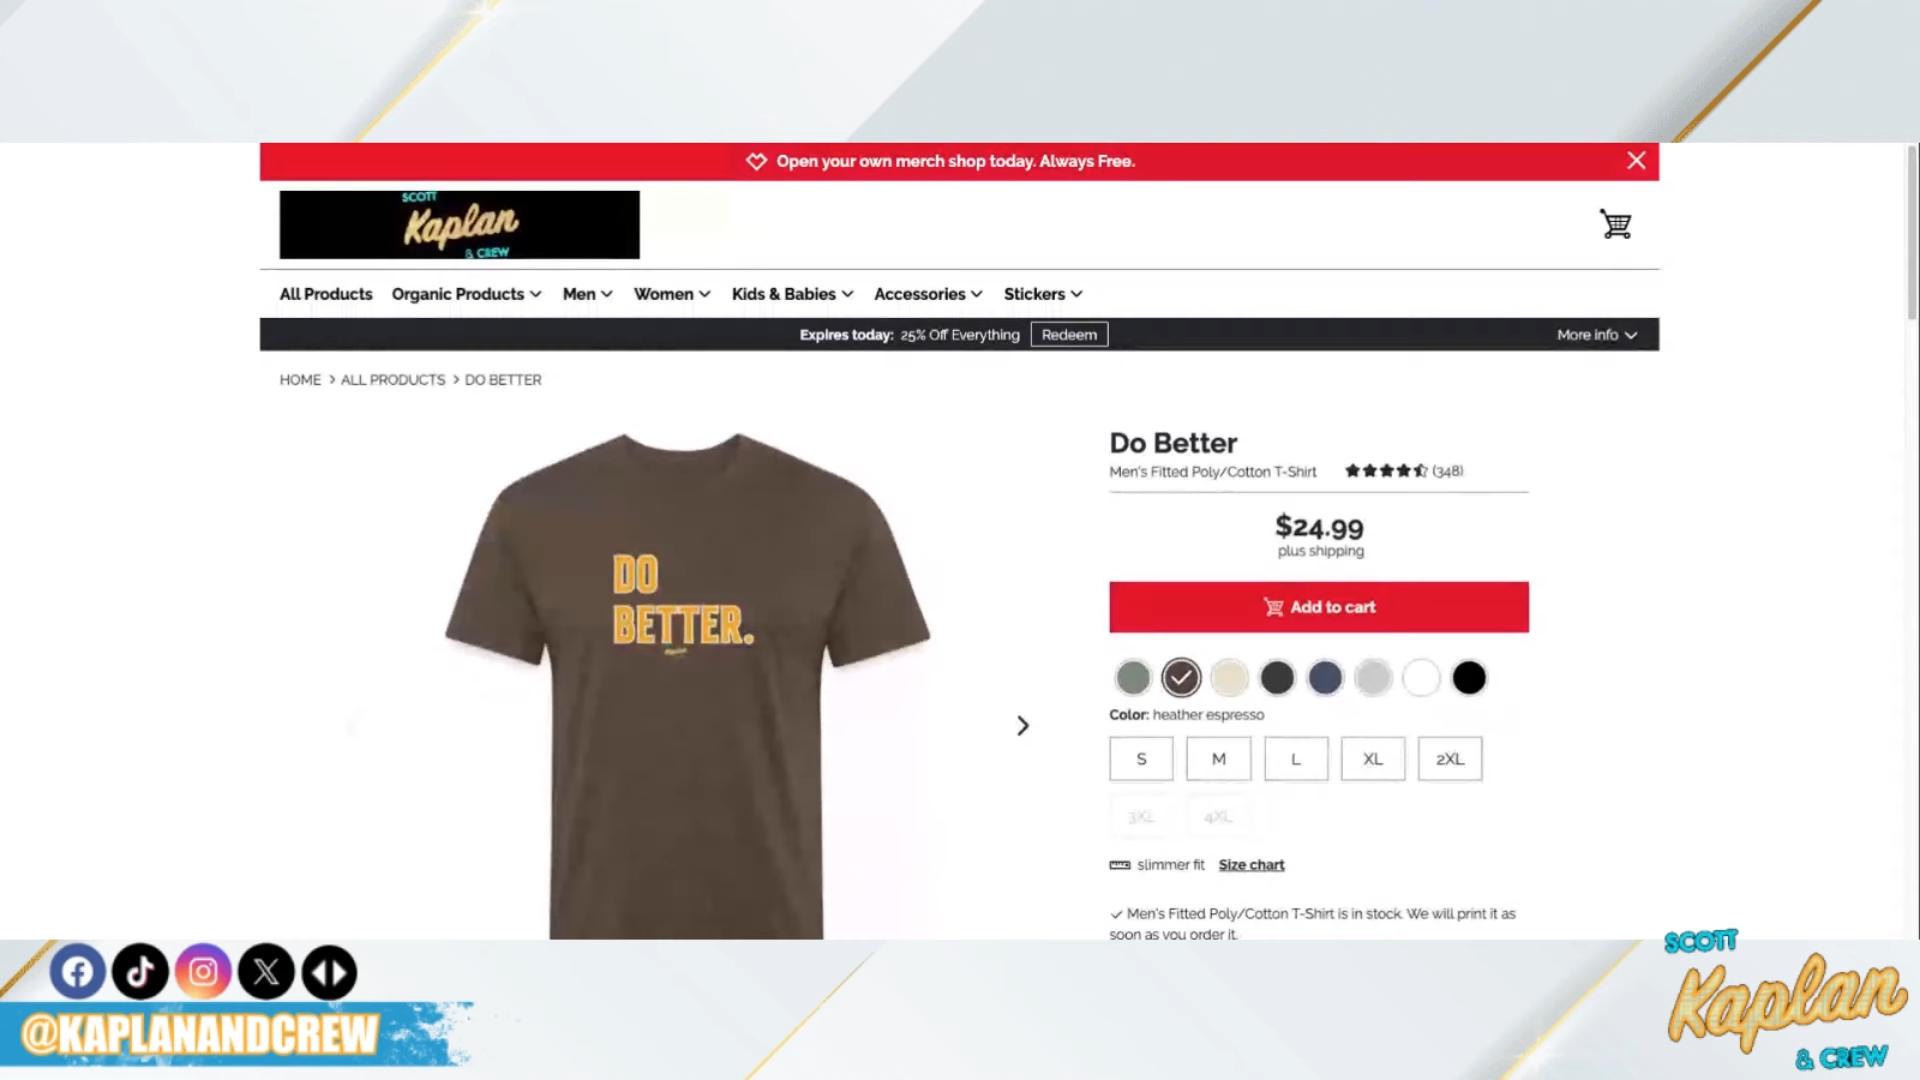 Open your own merch shop today. Always Free.
SCOTT
Kaplan
& CREW
All Products Organic Products Men Women Kids & Babies Accessories Stickers
Expires today: 25% Off Everything Redeem More info
HOME > ALL PRODUCTS > DO BETTER
DO
BETTER.
Do Better
Men's Fitted Poly/Cotton T-Shirt (348)
$24.99
plus shipping
Add to cart
Color: heather espresso
S M L XL 2XL
3XL 4XL
slimmer fit Size chart
Men's Fitted Poly/Cotton T-Shirt is in stock. We will print it as
soon as you order it.
@KAPLANANDCREW
SCOTT
Kaplan
& CREW